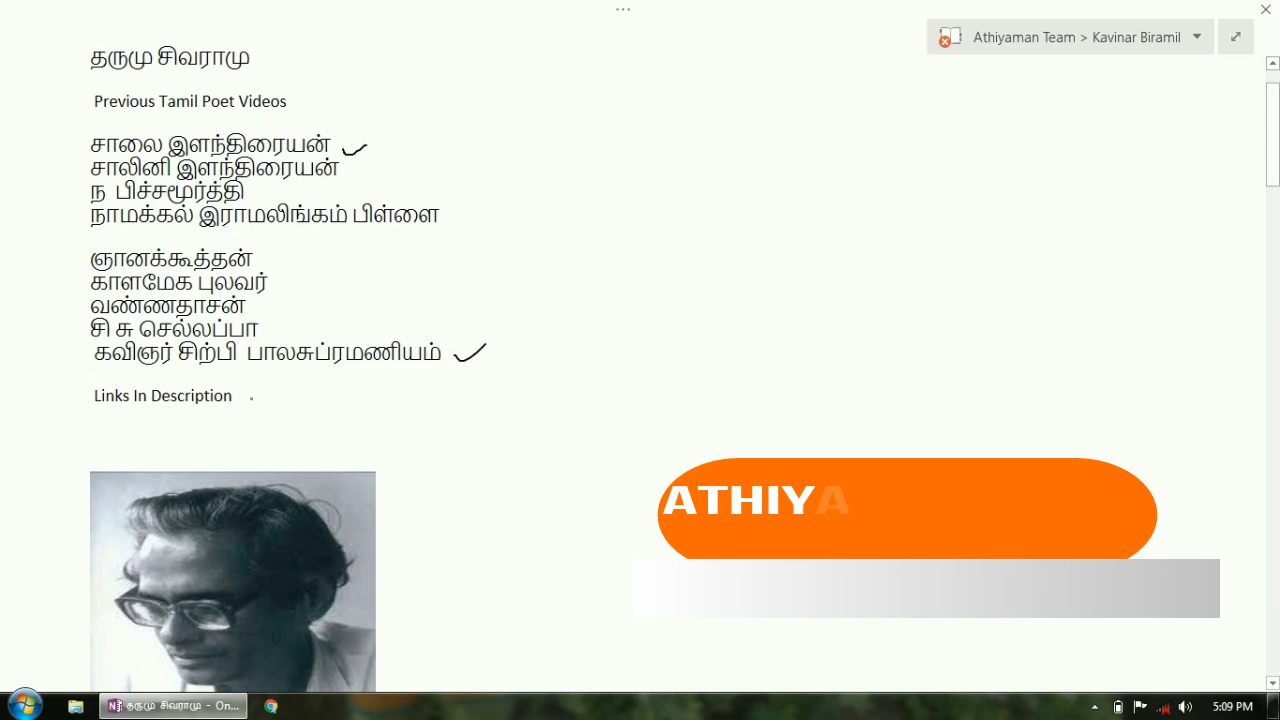 Athiyaman Team > Kavinar Biramil
தருமு சிவராமு
Previous Tamil Poet Videos
சாலை இளந்திரையன்
சாலினி இளந்திரையன்
ந பிச்சமூர்த்தி
நாமக்கல் இராமலிங்கம் பிள்ளை
ஞானக்கூத்தன்
காளமேக புலவர்
வண்ணதாசன்
சி சு செல்லப்பா
கவிஞர் சிற்பி பாலசுப்ரமணியம்
Links In Description
ATHIYA
தருமு சிவராமு - On...
5:09 PM